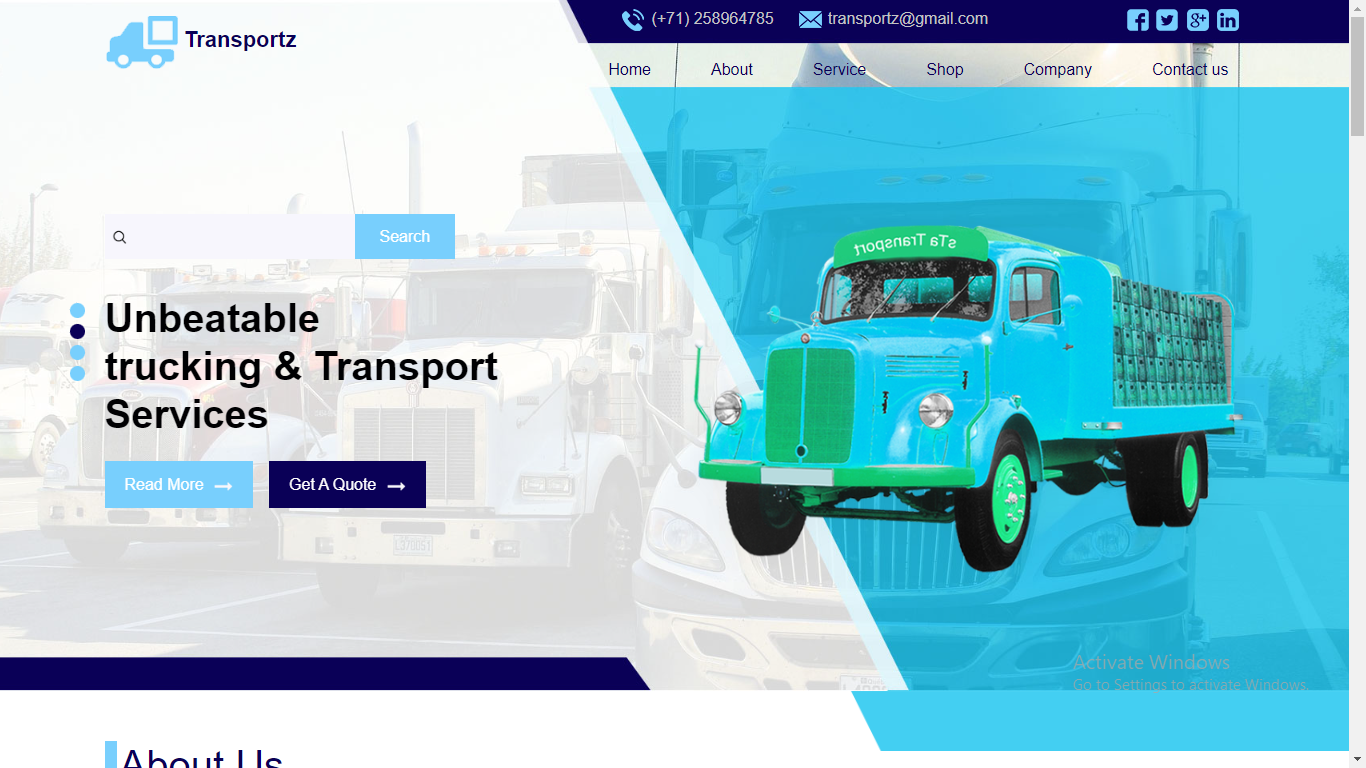 Transportz
(+71) 258964785
transportz@gmail.com
Home
About
Service
Shop
Company
Contact us
Search
sTa Transport
Unbeatable
trucking & Transport
Services
Read More
Get A Quote
Activate Windows
Go to Settings to activate Windows.
About Us